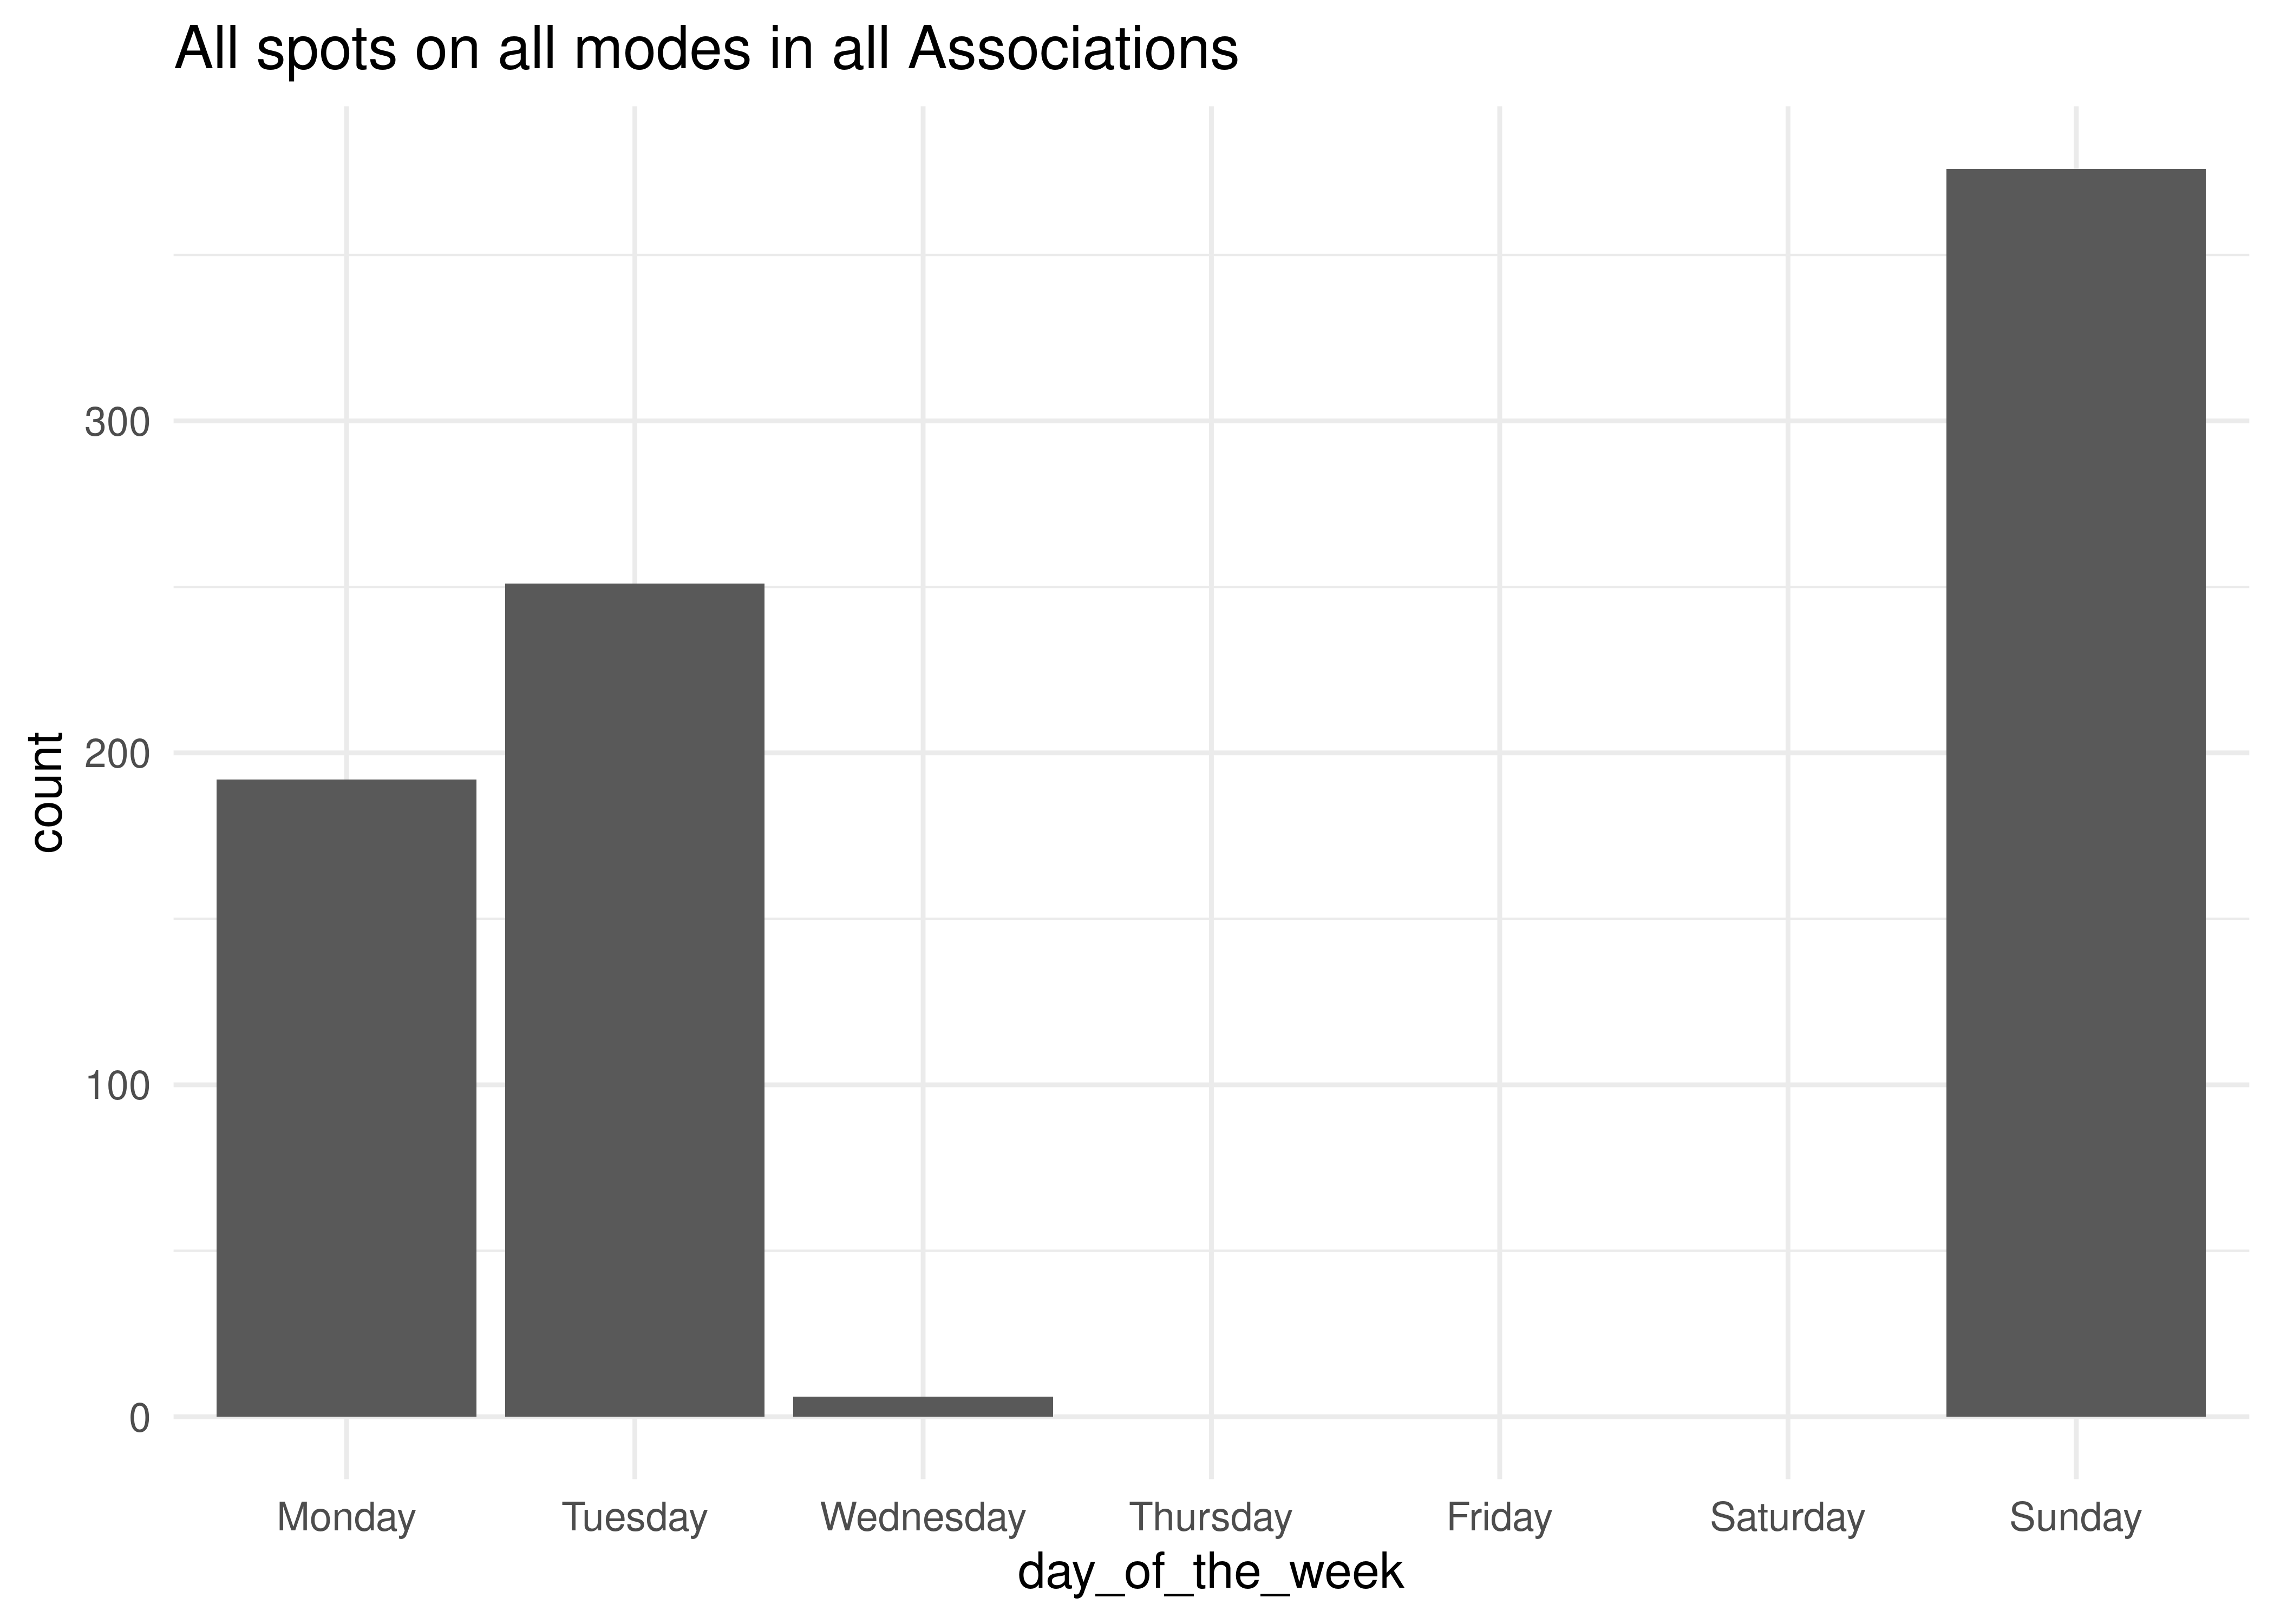 All spots on all modes in all Associations
count
300
200
100
0
Monday Tuesday Wednesday Thursday Friday Saturday Sunday
day_of_the_week